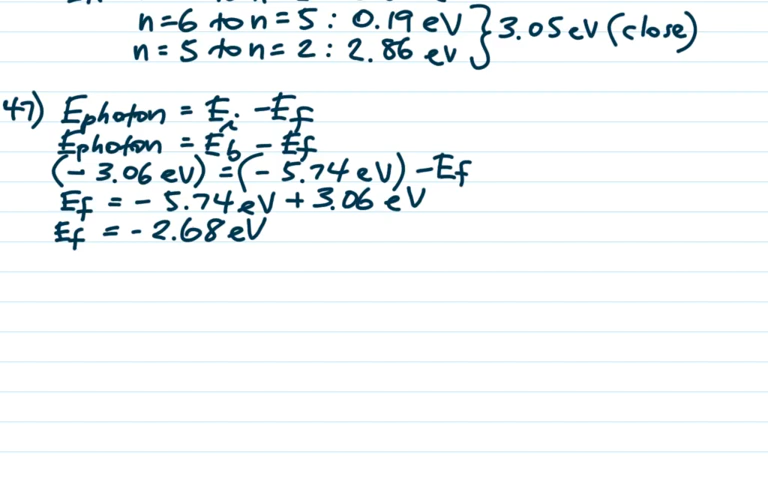 n=6 to n=5 : 0.19 eV } 3.05 eV (close)
n=5 to n=2 : 2.86 ev
47) Ephoton = Ei - Ef
Ephoton = E6 - Ef
(-3.06 eV) = (-5.74 eV) - Ef
Ef = -5.74 eV + 3.06 eV
Ef = -2.68 eV